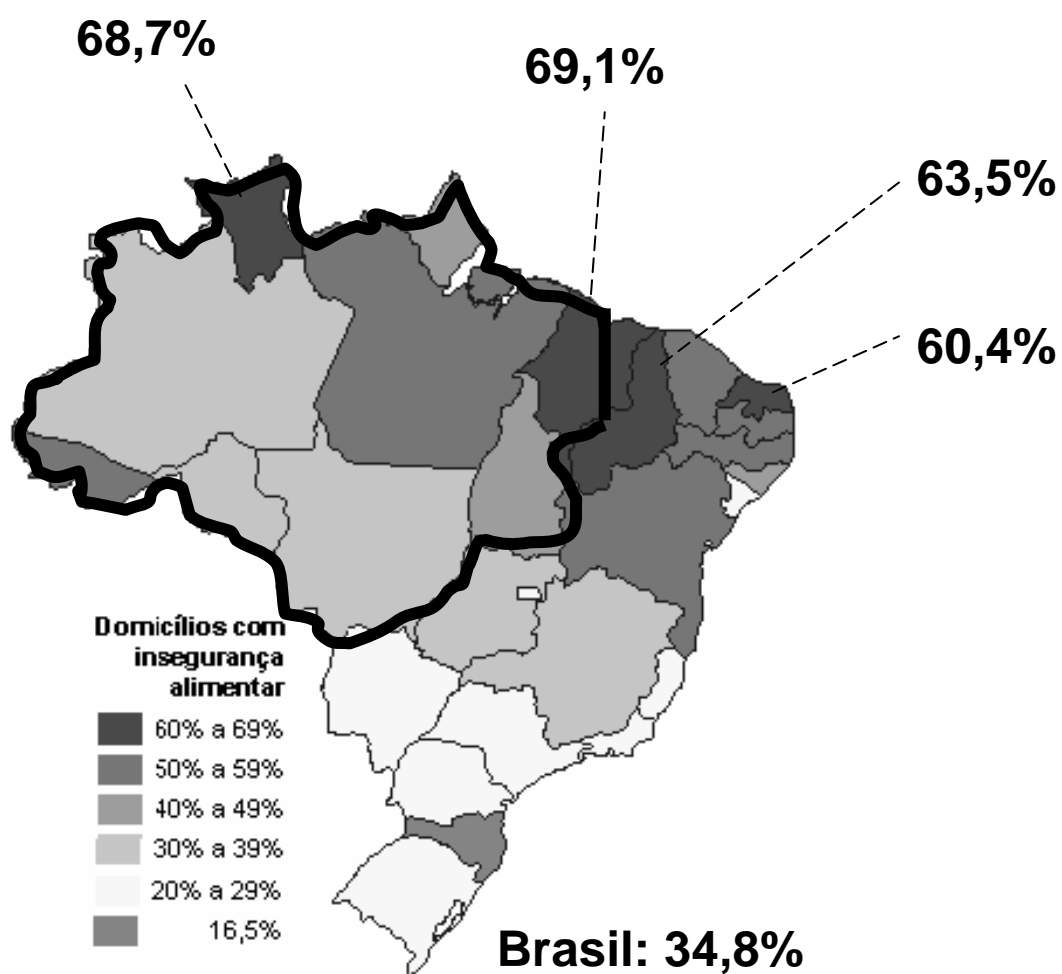 68,7%
69,1%
63,5%
60,4%
Domicílios com
insegurança
alimentar
60% a 69%
50% a 59%
40% a 49%
30% a 39%
20% a 29%
16,5%
Brasil: 34,8%